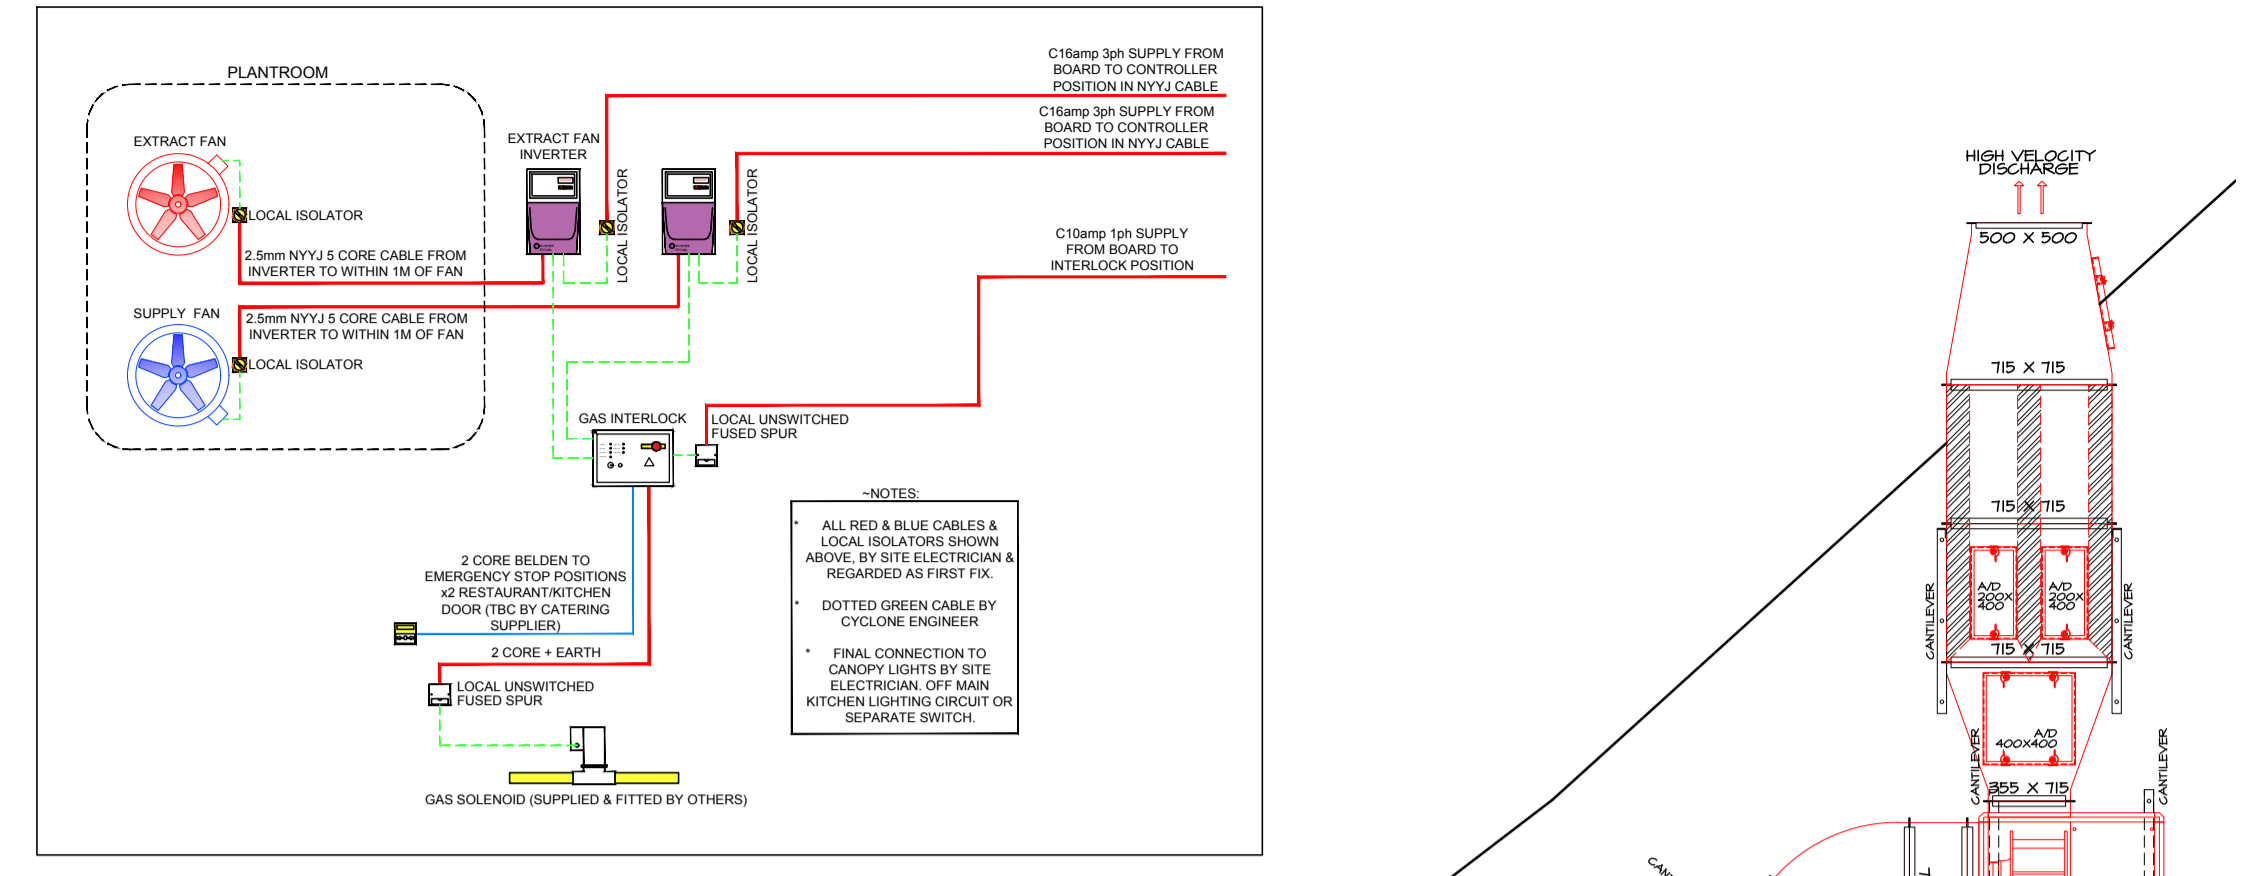 PLANTROOM
EXTRACT FAN
LOCAL ISOLATOR
2.5mm NYYJ 5 CORE CABLE FROM
INVERTER TO WITHIN 1M OF FAN
SUPPLY FAN
2.5mm NYYJ 5 CORE CABLE FROM
INVERTER TO WITHIN 1M OF FAN
LOCAL ISOLATOR
EXTRACT FAN
INVERTER
LOCAL ISOLATOR
LOCAL ISOLATOR
C16amp 3ph SUPPLY FROM
BOARD TO CONTROLLER
POSITION IN NYYJ CABLE
C16amp 3ph SUPPLY FROM
BOARD TO CONTROLLER
POSITION IN NYYJ CABLE
C10amp 1ph SUPPLY
FROM BOARD TO
INTERLOCK POSITION
GAS INTERLOCK
LOCAL UNSWITCHED
FUSED SPUR
2 CORE BELDEN TO
EMERGENCY STOP POSITIONS
x2 RESTAURANT/KITCHEN
DOOR (TBC BY CATERING
SUPPLIER)
2 CORE + EARTH
LOCAL UNSWITCHED
FUSED SPUR
GAS SOLENOID (SUPPLIED & FITTED BY OTHERS)
~NOTES:
* ALL RED & BLUE CABLES &
LOCAL ISOLATORS SHOWN
ABOVE, BY SITE ELECTRICIAN &
REGARDED AS FIRST FIX.
* DOTTED GREEN CABLE BY
CYCLONE ENGINEER
* FINAL CONNECTION TO
CANOPY LIGHTS BY SITE
ELECTRICIAN. OFF MAIN
KITCHEN LIGHTING CIRCUIT OR
SEPARATE SWITCH.
HIGH VELOCITY
DISCHARGE
500 X 500
715 X 715
715 X 715
A/D
200X
400
A/D
200X
400
CANTILEVER
CANTILEVER
715 X 715
A/D
400X400
CANTILEVER
CANTILEVER
355 X 715